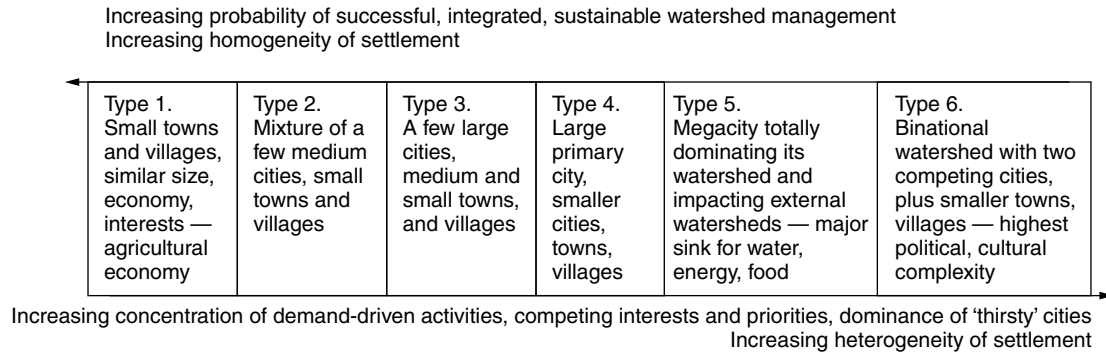 Increasing probability of successful, integrated, sustainable watershed management
Increasing homogeneity of settlement
Type 1.
Small towns
and villages,
similar size,
economy,
interests —
agricultural
economy
Type 2.
Mixture of a
few medium
cities, small
towns and
villages
Type 3.
A few large
cities,
medium and
small towns,
and villages
Type 4.
Large
primary
city,
smaller
cities,
towns,
villages
Type 5.
Megacity totally
dominating its
watershed and
impacting external
watersheds — major
sink for water,
energy, food
Type 6.
Binational
watershed with two
competing cities,
plus smaller towns,
villages — highest
political, cultural
complexity
Increasing concentration of demand-driven activities, competing interests and priorities, dominance of ‘thirsty’ cities
Increasing heterogeneity of settlement